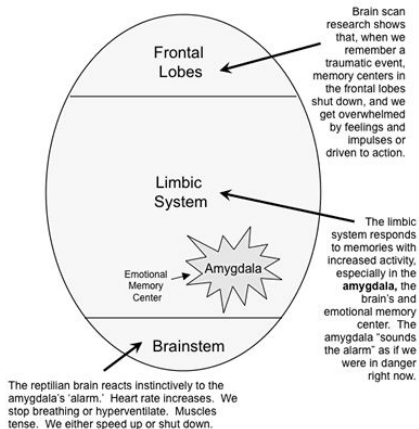 Frontal
Lobes
Brain scan
research shows
that, when we
remember a
traumatic event,
memory centers in
the frontal lobes
shut down, and we
get overwhelmed
by feelings and
impulses or
driven to action.
Limbic
System
The limbic
system responds
to memories with
increased activity,
especially in the
amygdala, the
brain's and
emotional memory
center. The
amygdala "sounds
the alarm" as if we
were in danger
right now.
Emotional
Memory
Center
Amygdala
Brainstem
The reptilian brain reacts instinctively to the
amygdala's 'alarm.' Heart rate increases. We
stop breathing or hyperventilate. Muscles
tense. We either speed up or shut down.